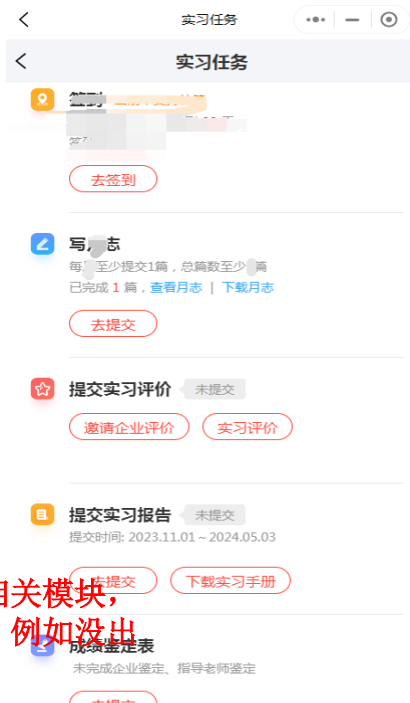 实习任务
实习任务
签到
去签到
写 志
每 至少提交1篇，总篇数至少 篇
已完成 1 篇，查看月志 | 下载月志
去提交
提交实习评价 未提交
邀请企业评价 实习评价
提交实习报告 未提交
提交时间: 2023.11.01 ~ 2024.05.03
去提交 下载实习手册
相关模块，
例如没出
成绩鉴定表
未完成企业鉴定、指导老师鉴定
去提交